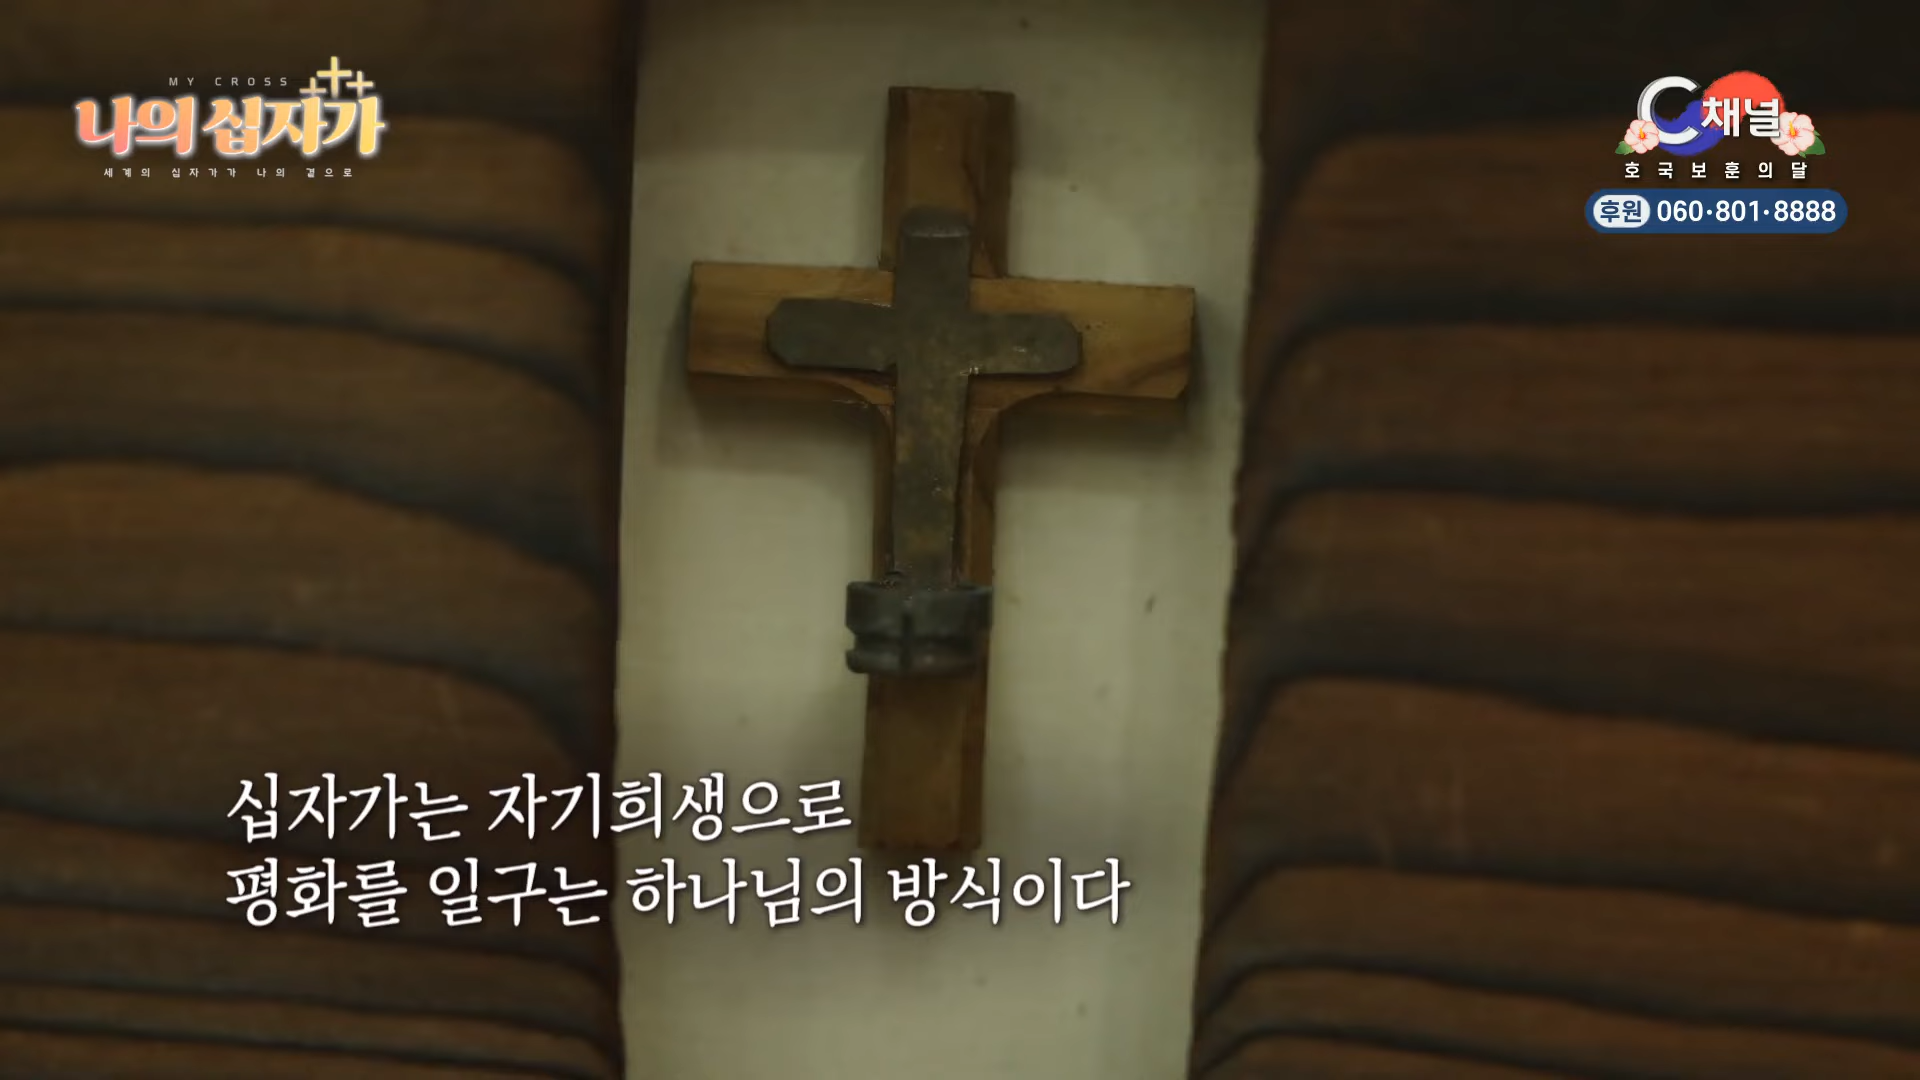 MY CROSS
나의 십자가
세계의 십자가가 나의 곁으로
C채널
호국보훈의달
후원 060·801·8888
십자가는 자기희생으로
평화를 일구는 하나님의 방식이다